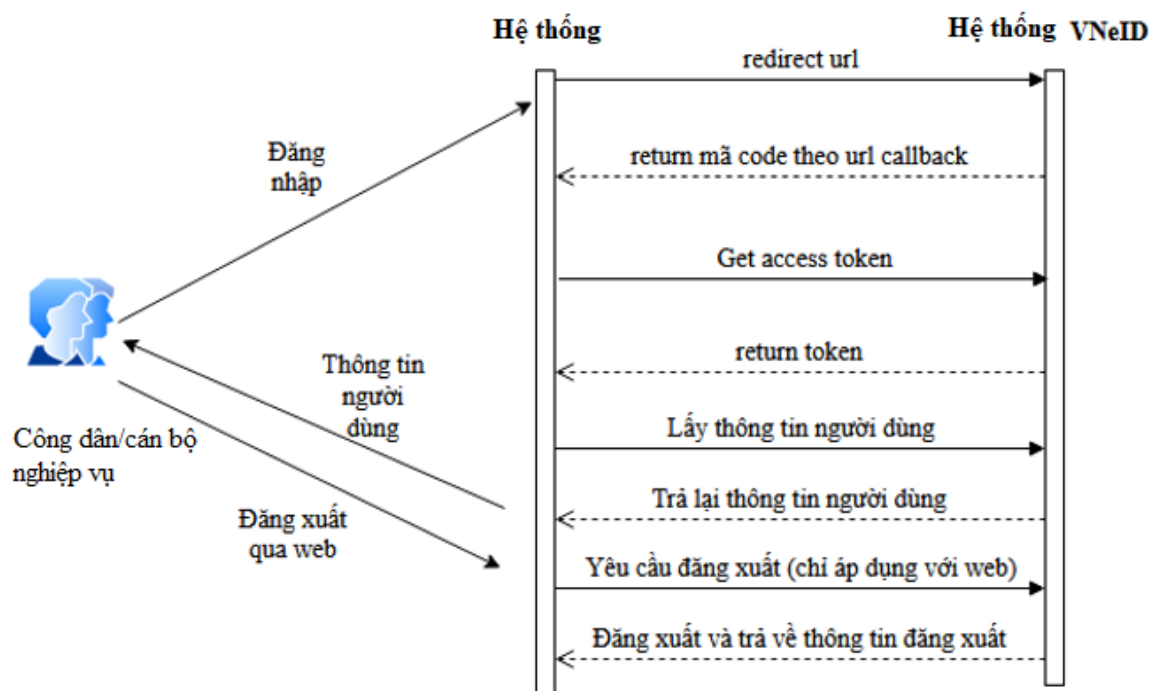 Hệ thống
Hệ thống VNeID
redirect url
Đăng
nhập
return mã code theo url callback
Get access token
return token
Thông tin
người
dùng
Công dân/cán bộ
nghiệp vụ
Lấy thông tin người dùng
Trả lại thông tin người dùng
Đăng xuất
qua web
Yêu cầu đăng xuất (chỉ áp dụng với web)
Đăng xuất và trả về thông tin đăng xuất